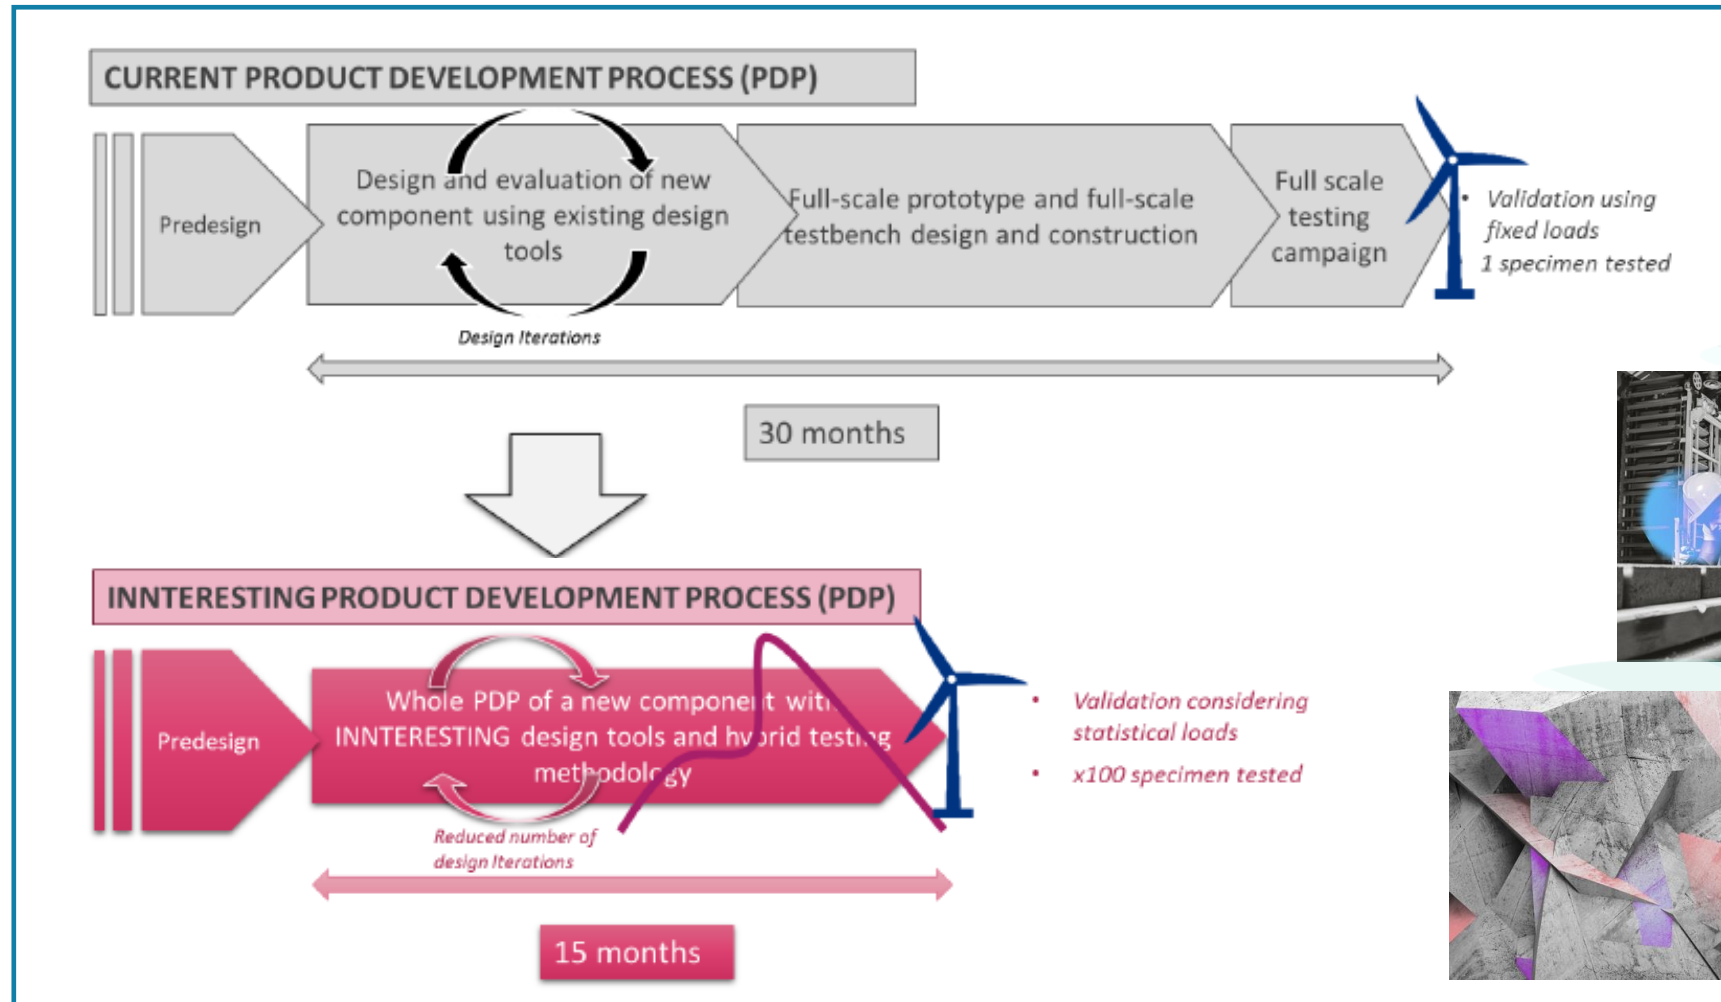 CURRENT PRODUCT DEVELOPMENT PROCESS (PDP)
Predesign
Design and evaluation of new
component using existing design
tools
Design Iterations
Full-scale prototype and full-scale
testbench design and construction
Full scale
testing
campaign
• Validation using
fixed loads
1 specimen tested
30 months
INNTERESTING PRODUCT DEVELOPMENT PROCESS (PDP)
Predesign
Whole PDP of a new component with
INNTERESTING design tools and hybrid testing
methodology
Reduced number of
design Iterations
• Validation considering
statistical loads
• x100 specimen tested
15 months